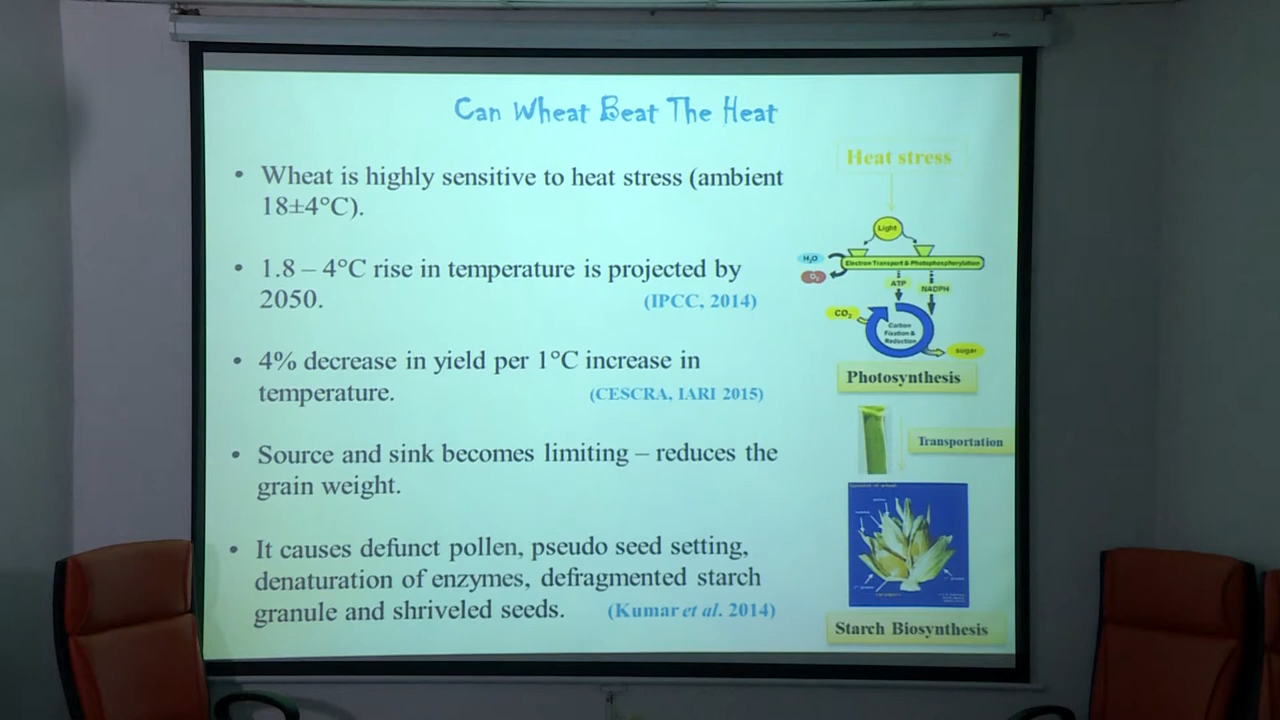 Can Wheat Beat The Heat
• Wheat is highly sensitive to heat stress (ambient
18±4°C).
• 1.8 – 4°C rise in temperature is projected by
2050. (IPCC, 2014)
• 4% decrease in yield per 1°C increase in
temperature. (CESCRA, IARI 2015)
• Source and sink becomes limiting – reduces the
grain weight.
• It causes defunct pollen, pseudo seed setting,
denaturation of enzymes, defragmented starch
granule and shriveled seeds. (Kumar et al. 2014)
Heat stress
Light
H₂O
O₂
Electron Transport & Photophosphorylation
ATP
NADPH
CO₂
Carbon
Fixation &
Reduction
sugar
Photosynthesis
Transportation
Starch Biosynthesis